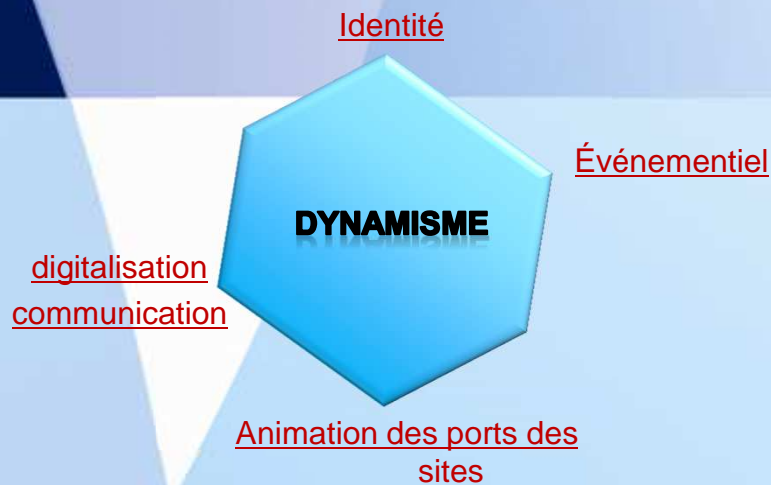 Identité
Événementiel
DYNAMISME
digitalisation
communication
Animation des ports des
sites